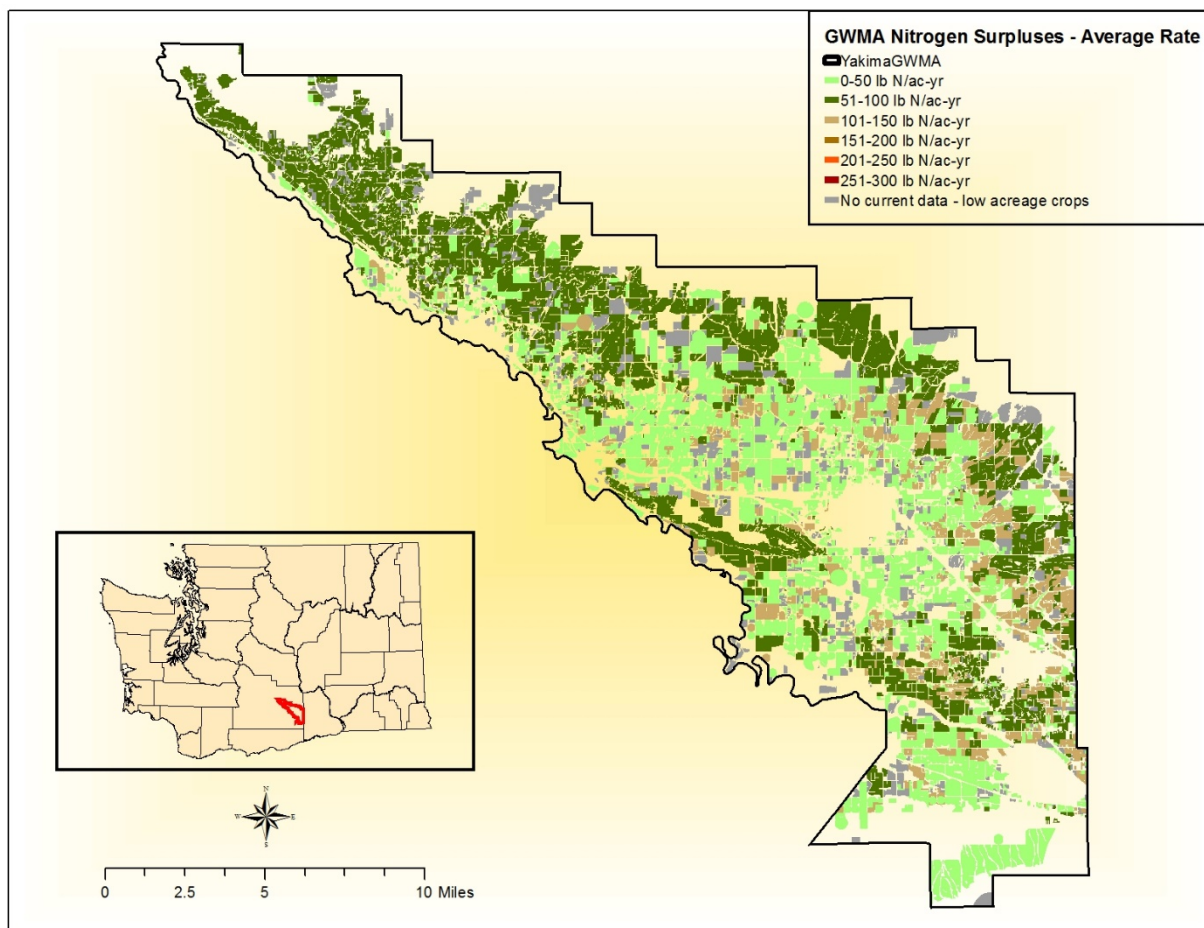 GWMA Nitrogen Surpluses - Average Rate
YakimaGWMA
0-50 lb N/ac-yr
51-100 lb N/ac-yr
101-150 lb N/ac-yr
151-200 lb N/ac-yr
201-250 lb N/ac-yr
251-300 lb N/ac-yr
No current data - low acreage crops
N
W E
S
0 2.5 5 10 Miles